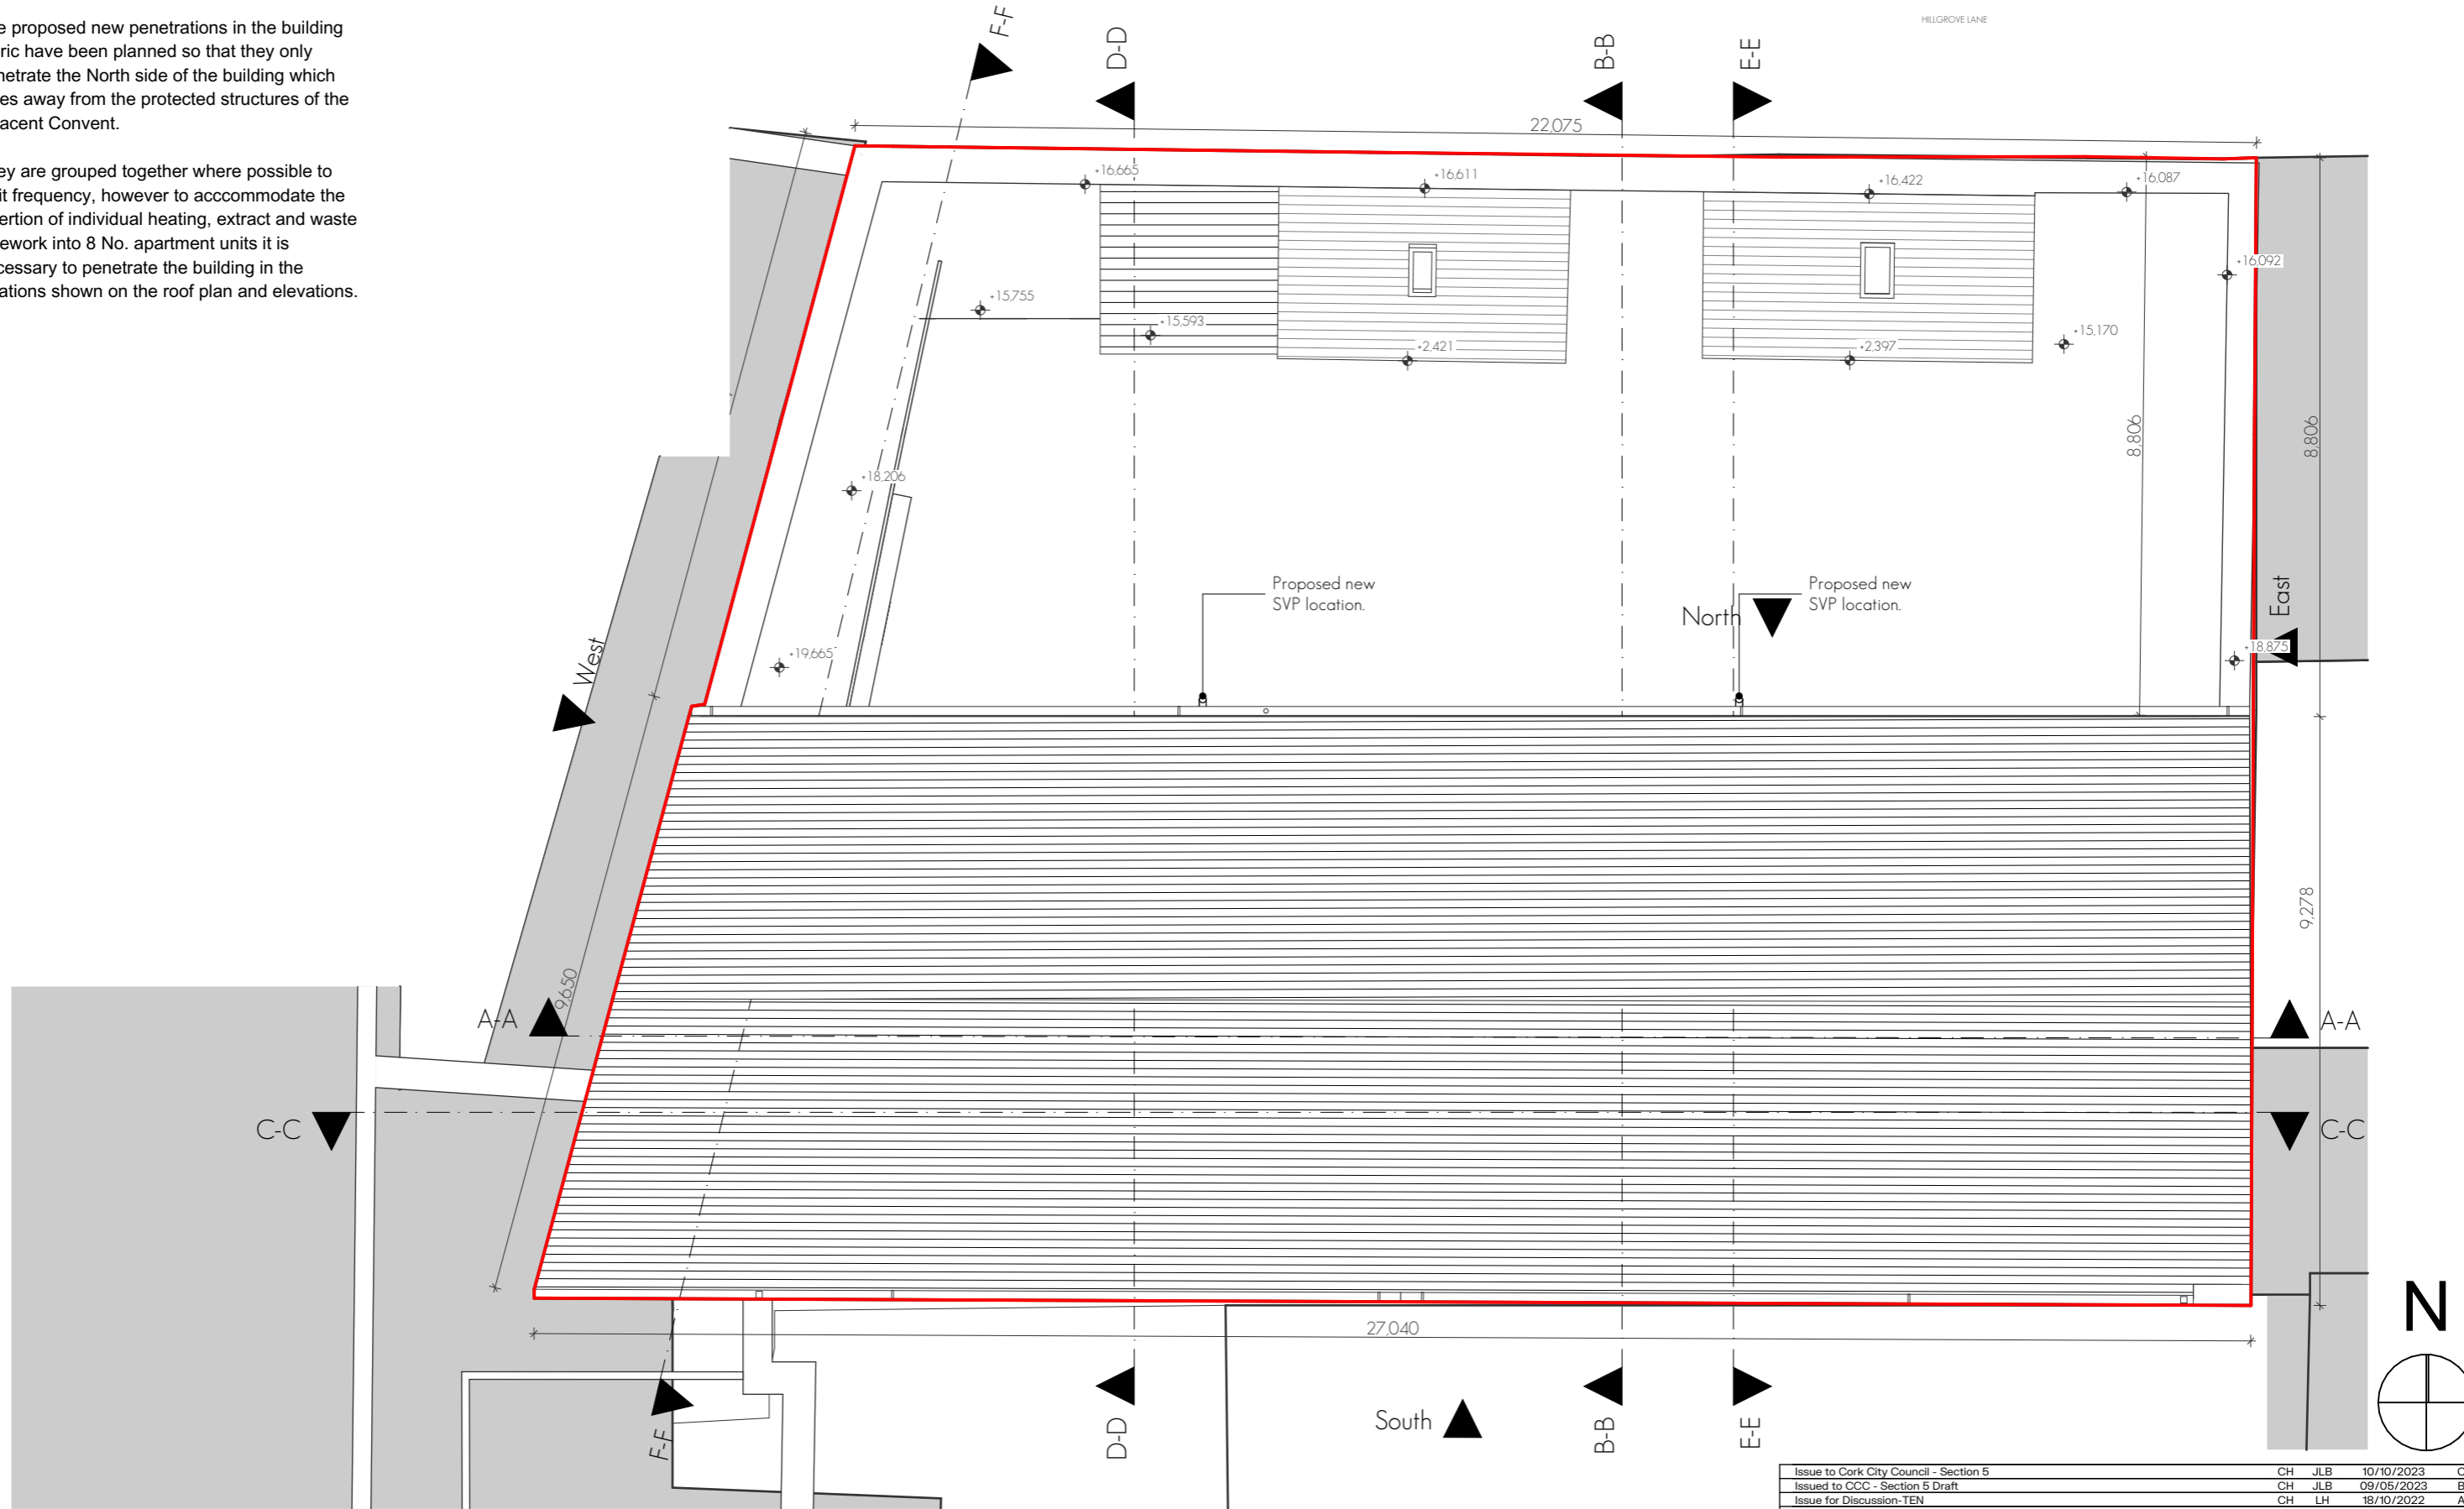 e proposed new penetrations in the building
ric have been planned so that they only
netrate the North side of the building which
es away from the protected structures of the
acent Convent.
ey are grouped together where possible to
it frequency, however to acccommodate the
ertion of individual heating, extract and waste
ework into 8 No. apartment units it is
cessary to penetrate the building in the
ations shown on the roof plan and elevations.
HILLGROVE LANE
F-F
D-D
B-B
E-E
22,075
+16,665
+16,611
+16,422
+16,087
+16,092
+15,755
+15,593
+2,421
+2,397
+15,170
8,806
8,806
+18,206
Proposed new
SVP location.
Proposed new
SVP location.
North
East
+18,875
West
+19,665
9,278
9,650
A-A
A-A
C-C
C-C
27,040
N
South
F-F
D-D
B-B
E-E
Issue to Cork City Council - Section 5 CH JLB 10/10/2023 C
Issued to CCC - Section 5 Draft CH JLB 09/05/2023 B
Issue for Discussion-TEN CH LH 18/10/2022 A